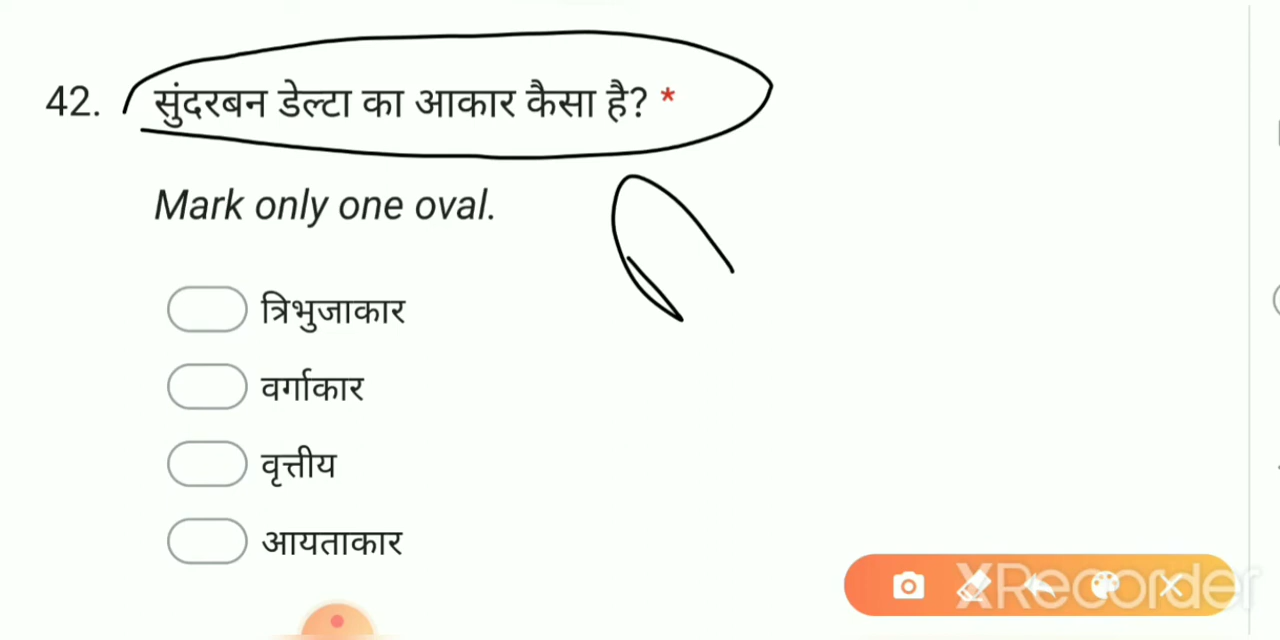 42. सुंदरबन डेल्टा का आकार कैसा है? *
Mark only one oval.
त्रिभुजाकार
वर्गाकार
वृत्तीय
आयताकार
XRecorder